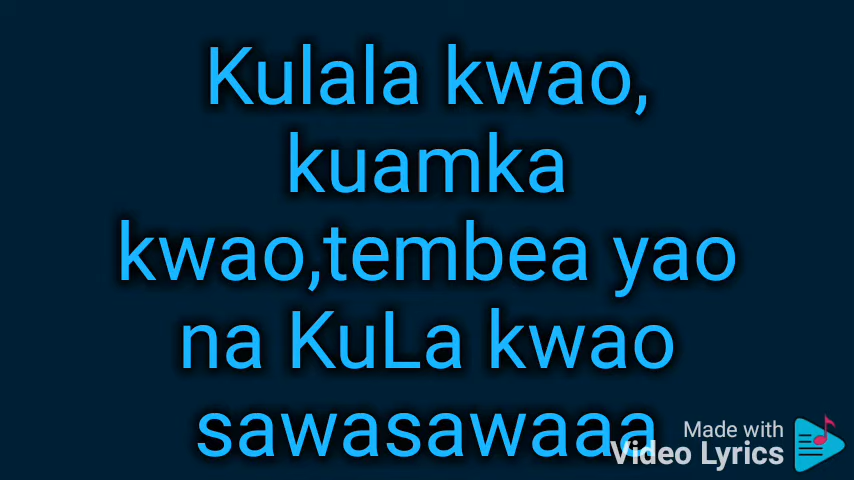 Kulala kwao,
kuamka
kwao,tembea yao
na KuLa kwao
sawasawaaa
Made with
Video Lyrics